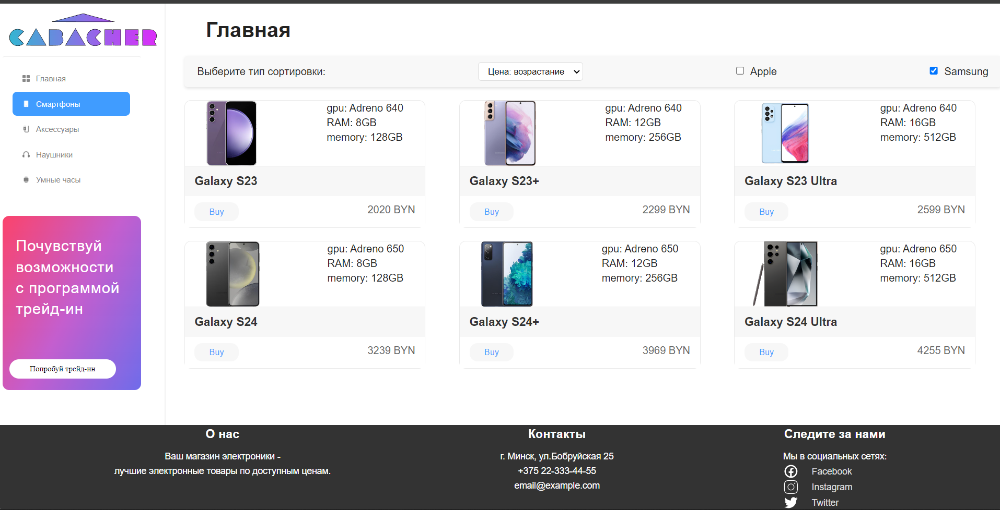 CABACHER
Главная
Смартфоны
Аксессуары
Наушники
Умные часы
Почувствуй
возможности
с программой
трейд-ин
Попробуй трейд-ин
Главная
Выберите тип сортировки:
Цена: возрастание
Apple
Samsung
gpu: Adreno 640
RAM: 8GB
memory: 128GB
Galaxy S23
Buy
2020 BYN
gpu: Adreno 640
RAM: 12GB
memory: 256GB
Galaxy S23+
Buy
2299 BYN
gpu: Adreno 640
RAM: 16GB
memory: 512GB
Galaxy S23 Ultra
Buy
2599 BYN
gpu: Adreno 650
RAM: 8GB
memory: 128GB
Galaxy S24
Buy
3239 BYN
gpu: Adreno 650
RAM: 12GB
memory: 256GB
Galaxy S24+
Buy
3969 BYN
gpu: Adreno 650
RAM: 16GB
memory: 512GB
Galaxy S24 Ultra
Buy
4255 BYN
О нас
Ваш магазин электроники -
лучшие электронные товары по доступным ценам.
Контакты
г. Минск, ул.Бобруйская 25
+375 22-333-44-55
email@example.com
Следите за нами
Мы в социальных сетях:
Facebook
Instagram
Twitter